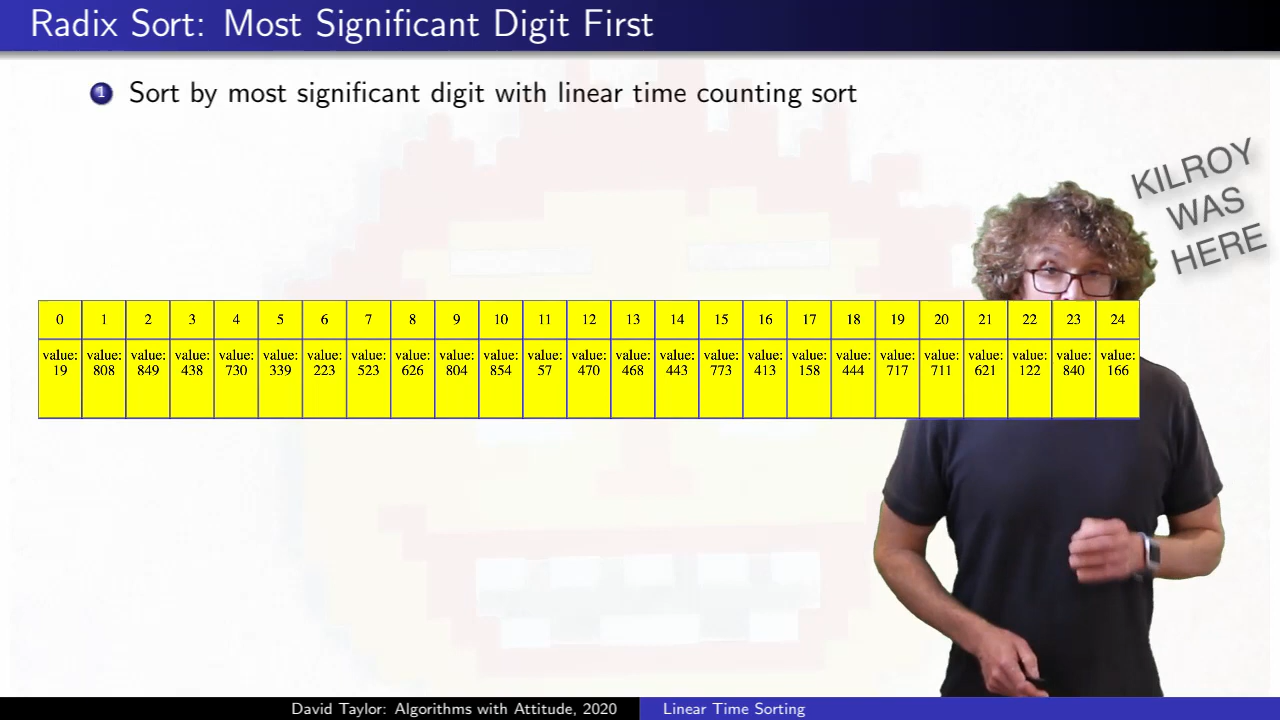 Radix Sort: Most Significant Digit First
1 Sort by most significant digit with linear time counting sort
KILROY
WAS
HERE
0 1 2 3 4 5 6 7 8 9 10 11 12 13 14 15 16 17 18 19 20 21 22 23 24
value: value: value: value: value: value: value: value: value: value: value: value: value: value: value: value: value: value: value: value: value: value: value: value: value:
19 808 849 438 730 339 223 523 626 804 854 57 470 468 443 773 413 158 444 717 711 621 122 840 166
David Taylor: Algorithms with Attitude, 2020 Linear Time Sorting